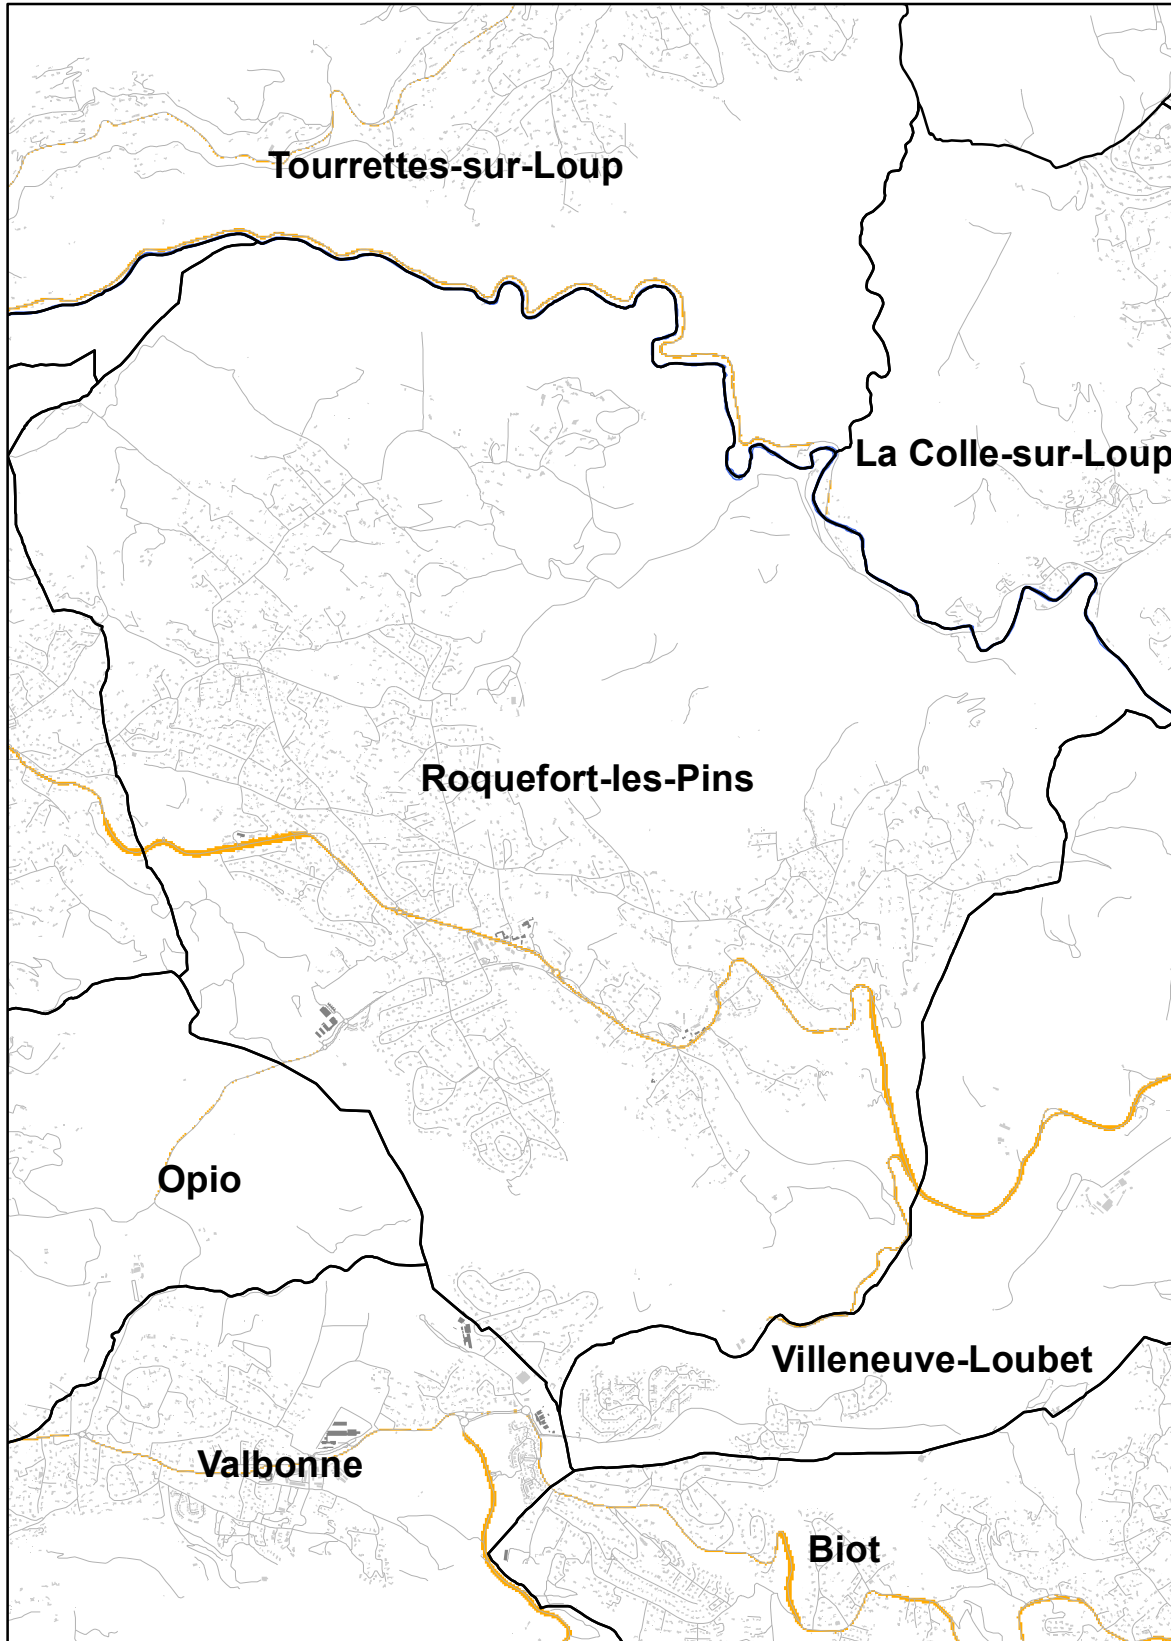 Tourrettes-sur-Loup
La Colle-sur-Loup
Roquefort-les-Pins
Opio
Villeneuve-Loubet
Valbonne
Biot